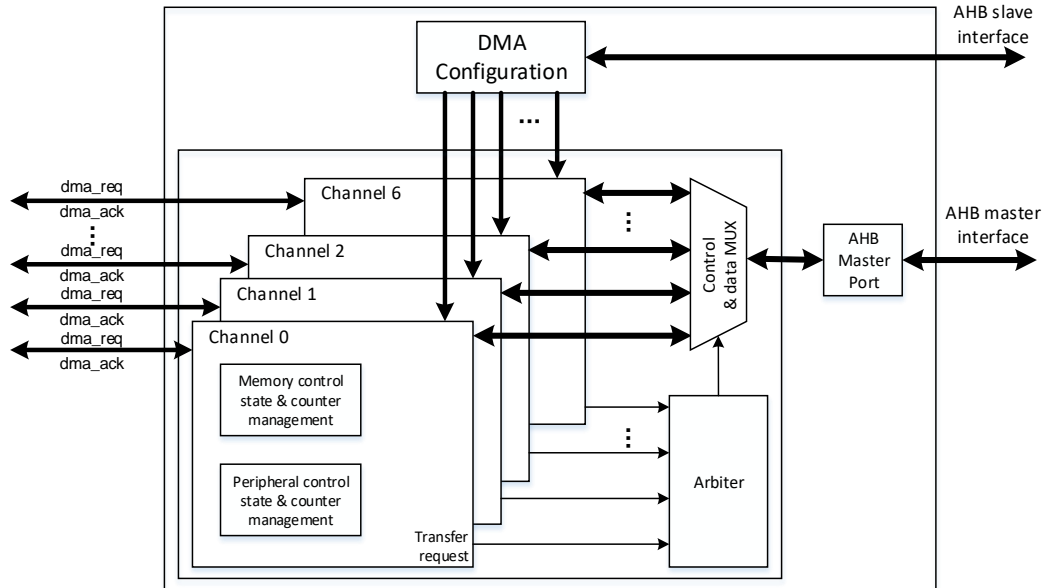 AHB slave
interface
DMA
Configuration
...
Channel 6
dma_req
dma_ack
...
...
Channel 2
dma_req
dma_ack
Channel 1
dma_req
dma_ack
Channel 0
dma_req
dma_ack
Control
& data MUX
AHB
Master
Port
AHB master
interface
Memory control
state & counter
management
...
Peripheral control
state & counter
management
Arbiter
Transfer
request